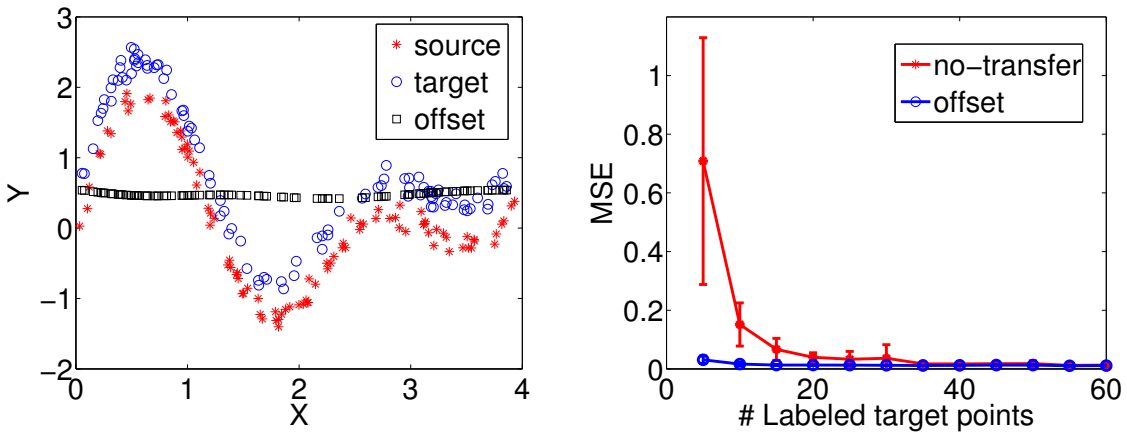 3
2
1
0
−1
−2
Y
0
1
2
3
4
X
source
target
offset
1
0.8
0.6
0.4
0.2
0
MSE
0
20
40
60
# Labeled target points
no−transfer
offset